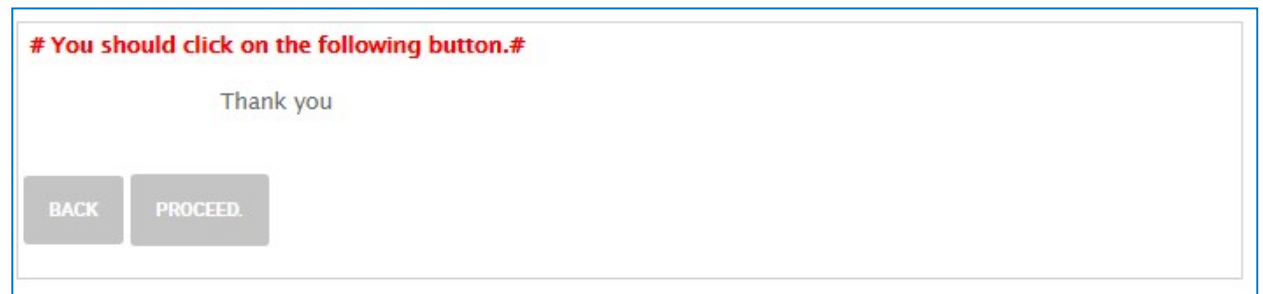 # You should click on the following button.#
Thank you
BACK PROCEED.